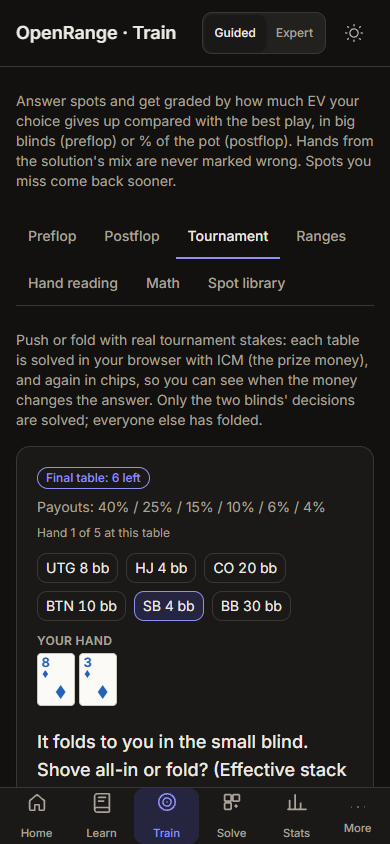 OpenRange · Train
Guided
Expert
Answer spots and get graded by how much EV your
choice gives up compared with the best play, in big
blinds (preflop) or % of the pot (postflop). Hands from
the solution's mix are never marked wrong. Spots you
miss come back sooner.
Preflop
Postflop
Tournament
Ranges
Hand reading
Math
Spot library
Push or fold with real tournament stakes: each table
is solved in your browser with ICM (the prize money),
and again in chips, so you can see when the money
changes the answer. Only the two blinds' decisions
are solved; everyone else has folded.
Final table: 6 left
Payouts: 40% / 25% / 15% / 10% / 6% / 4%
Hand 1 of 5 at this table
UTG 8 bb
HJ 4 bb
CO 20 bb
BTN 10 bb
SB 4 bb
BB 30 bb
YOUR HAND
8
3
It folds to you in the small blind.
Shove all-in or fold? (Effective stack
Home
Learn
Train
Solve
Stats
More